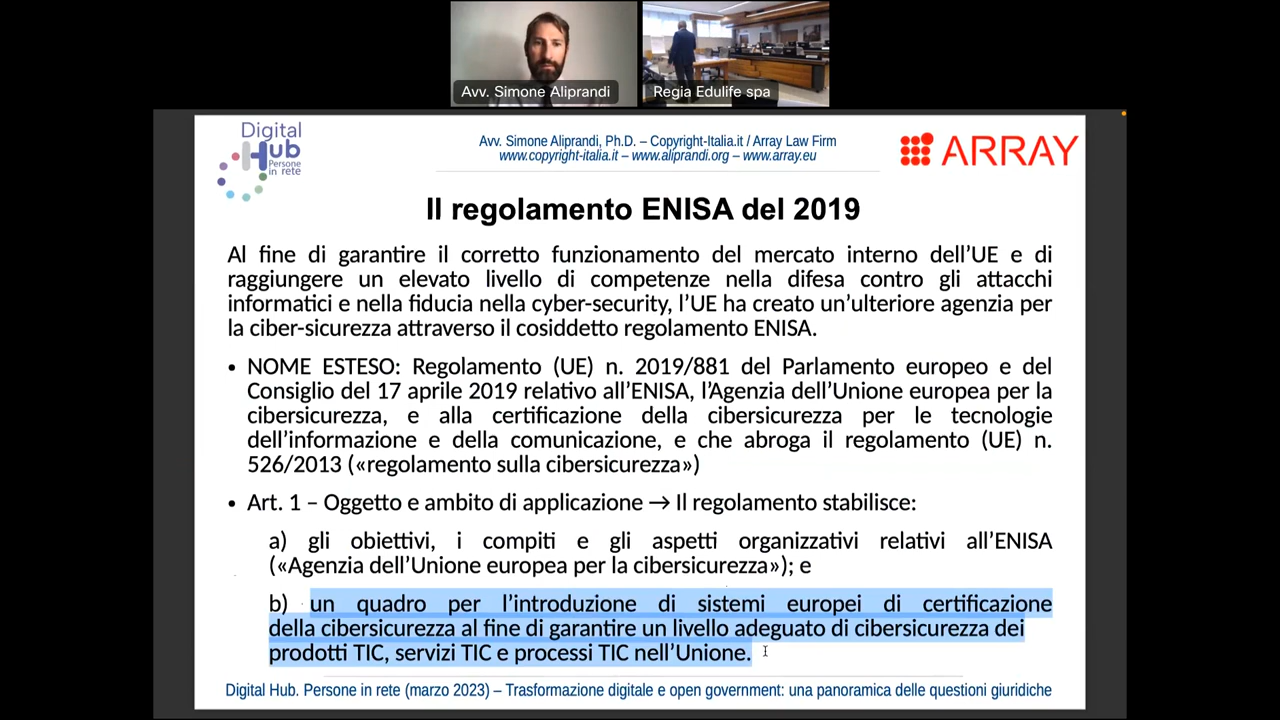 Avv. Simone Aliprandi
Regia Edulife spa
Digital
Hub
Persone
in rete
Avv. Simone Aliprandi, Ph.D. – Copyright-Italia.it / Array Law Firm
www.copyright-italia.it – www.aliprandi.org – www.array.eu
ARRAY
Il regolamento ENISA del 2019
Al fine di garantire il corretto funzionamento del mercato interno dell’UE e di
raggiungere un elevato livello di competenze nella difesa contro gli attacchi
informatici e nella fiducia nella cyber-security, l’UE ha creato un’ulteriore agenzia per
la ciber-sicurezza attraverso il cosiddetto regolamento ENISA.
• NOME ESTESO: Regolamento (UE) n. 2019/881 del Parlamento europeo e del
Consiglio del 17 aprile 2019 relativo all’ENISA, l’Agenzia dell’Unione europea per la
cibersicurezza, e alla certificazione della cibersicurezza per le tecnologie
dell’informazione e della comunicazione, e che abroga il regolamento (UE) n.
526/2013 («regolamento sulla cibersicurezza»)
• Art. 1 – Oggetto e ambito di applicazione → Il regolamento stabilisce:
a) gli obiettivi, i compiti e gli aspetti organizzativi relativi all’ENISA
(«Agenzia dell’Unione europea per la cibersicurezza»); e
b) un quadro per l’introduzione di sistemi europei di certificazione
della cibersicurezza al fine di garantire un livello adeguato di cibersicurezza dei
prodotti TIC, servizi TIC e processi TIC nell’Unione.
Digital Hub. Persone in rete (marzo 2023) – Trasformazione digitale e open government: una panoramica delle questioni giuridiche